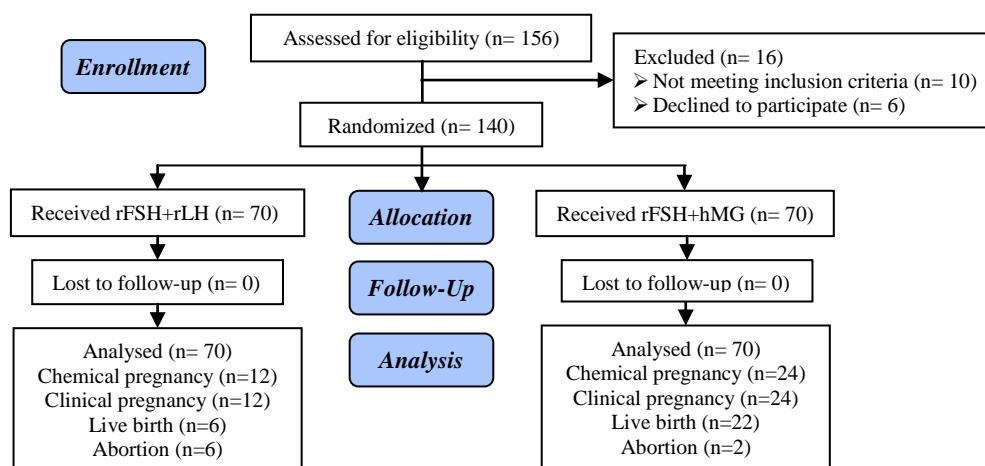 Assessed for eligibility (n= 156)
Enrollment
Excluded (n= 16)
➢ Not meeting inclusion criteria (n= 10)
➢ Declined to participate (n= 6)
Randomized (n= 140)
Received rFSH+rLH (n= 70)
Allocation
Received rFSH+hMG (n= 70)
Lost to follow-up (n= 0)
Follow-Up
Lost to follow-up (n= 0)
Analysed (n= 70)
Chemical pregnancy (n=12)
Clinical pregnancy (n=12)
Live birth (n=6)
Abortion (n=6)
Analysis
Analysed (n= 70)
Chemical pregnancy (n=24)
Clinical pregnancy (n=24)
Live birth (n=22)
Abortion (n=2)